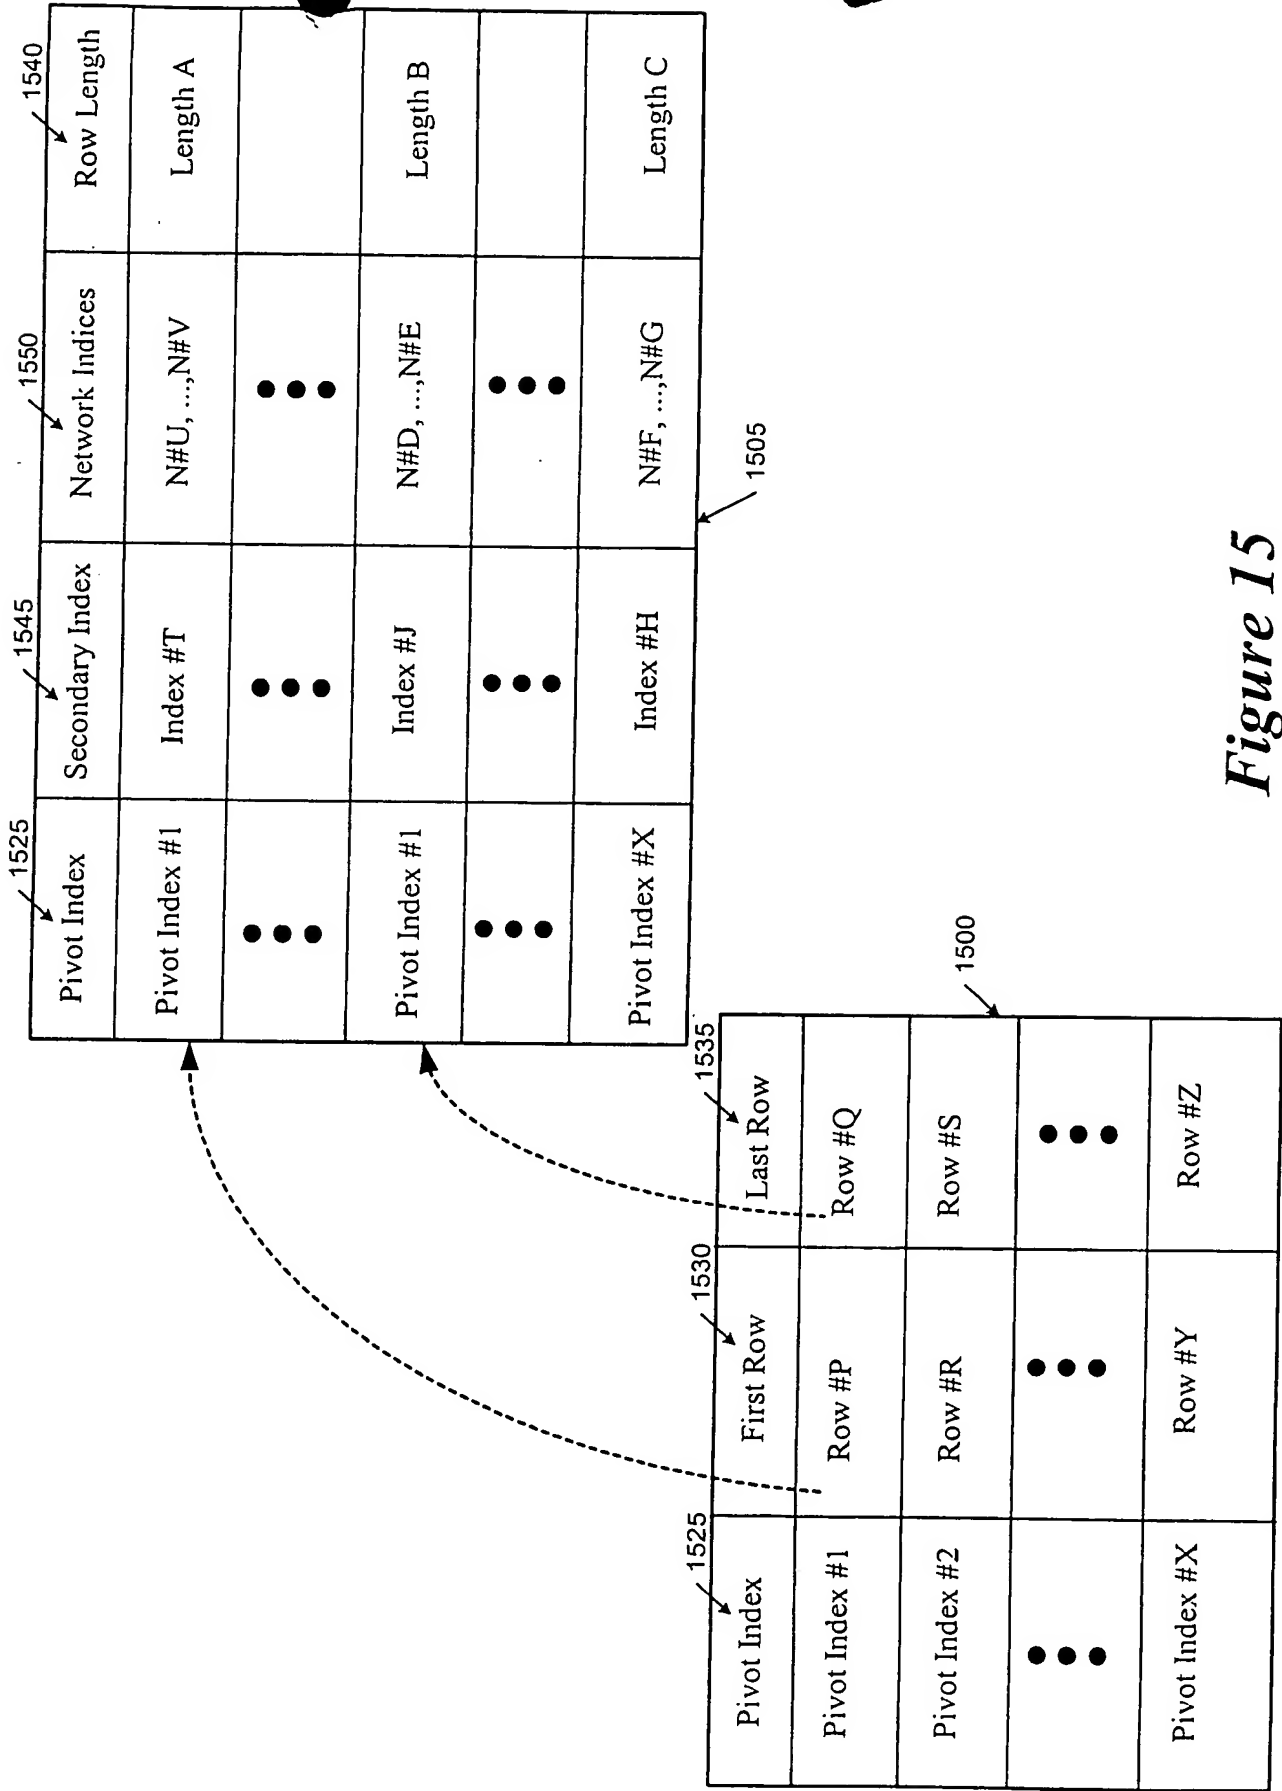 1525 1530 1535
Pivot Index First Row Last Row
Pivot Index #1 Row #P Row #Q
Pivot Index #2 Row #R Row #S
1500
Pivot Index #X Row #Y Row #Z
1525 1545 1550 1540
Pivot Index Secondary Index Network Indices Row Length
Pivot Index #1 Index #T N#U, ...,N#V Length A
Pivot Index #1 Index #J N#D, ...,N#E Length B
Pivot Index #X Index #H N#F, ...,N#G Length C
1505
Figure 15